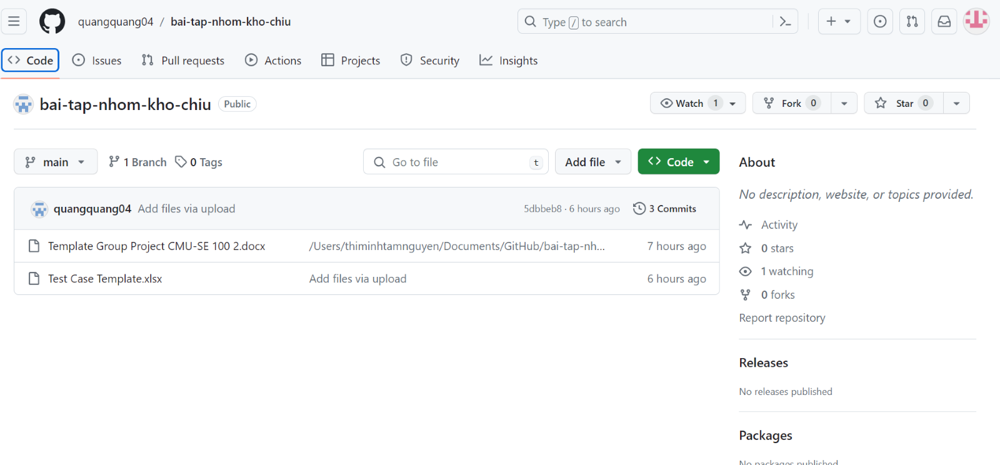 quangquang04 / bai-tap-nhom-kho-chiu
Type / to search
Code Issues Pull requests Actions Projects Security Insights
bai-tap-nhom-kho-chiu Public
Watch 1 Fork 0 Star 0
main 1 Branch 0 Tags Go to file t Add file Code
quangquang04 Add files via upload 5dbbeb8 · 6 hours ago 3 Commits
Template Group Project CMU-SE 100 2.docx /Users/thiminhtamnguyen/Documents/GitHub/bai-tap-nh... 7 hours ago
Test Case Template.xlsx Add files via upload 6 hours ago
About
No description, website, or topics provided.
Activity
0 stars
1 watching
0 forks
Report repository
Releases
No releases published
Packages
No packages published